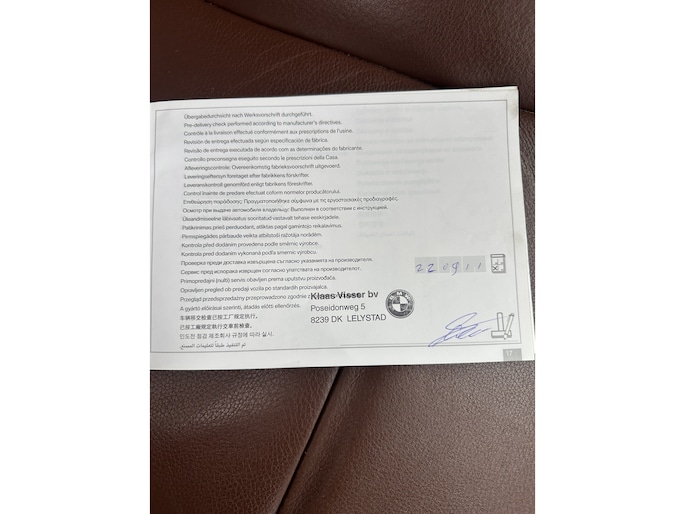 Übergabedurchsicht nach Werksvorschrift durchgeführt.
Pre-delivery check performed according to manufacturer's directives.
Contrôle à la livraison effectué conformément aux prescriptions de l'usine.
Revisión de entrega efectuada según especificación de fábrica.
Revisão de entrega executada de acordo com as determinações do fabricante.
Controllo preconsegna eseguito secondo le prescrizioni della Casa.
Afleveringscontrole: Overeenkomstig fabrieksvoorschrift uitgevoerd.
Leveringseftersyn foretaget efter fabrikkens forskrifter.
Leveranskontroll genomförd enligt fabrikens föreskrifter.
Control înainte de predare efectuat coform normelor producătorului.
Επιθεώρηση παράδοσης: Πραγματοποιήθηκε σύμφωνα με τις εργοστασιακές προδιαγραφές.
Осмотр при выдаче автомобиля владельцу: Выполнен в соответствии с инструкцией.
Üleandmiseelne läbivaatus sooritatud vastavalt tehase eeskirjadele.
Patikrinimas prieš perduodant, atliktas pagal gamintojo reikalavimus.
Pirmspiegādes pārbaude veikta atbilstoši ražotāja norādēm.
Kontrola před dodáním provedena podle směrnic výrobce.
Kontrola pred dodaním vykonaná podľa smerníc výrobcu.
Проверка преди доставка извършена съгласно указанията на производителя.
Сервис пред испорака извршен согласно упатствата на производителот.
Primopredajni (multi) servis obavljen prema uputstvu proizvođača.
Opravljen pregled ob predaji vozila po standardih proizvajalca.
Przegląd przedsprzedażny przeprowadzono zgodnie z
A gyártó előírásai szerinti, átadás előtti ellenőrzés.
车辆移交检查已按工厂规定执行。
已按工廠規定執行交車前檢查。
인도전 점검 제조회사 규정에 따라 실시.
تم التنفيذ طبقاً لتعليمات المصنع.
22 09 11
Klaas Visser bv
Poseidonweg 5
8239 DK LELYSTAD
17